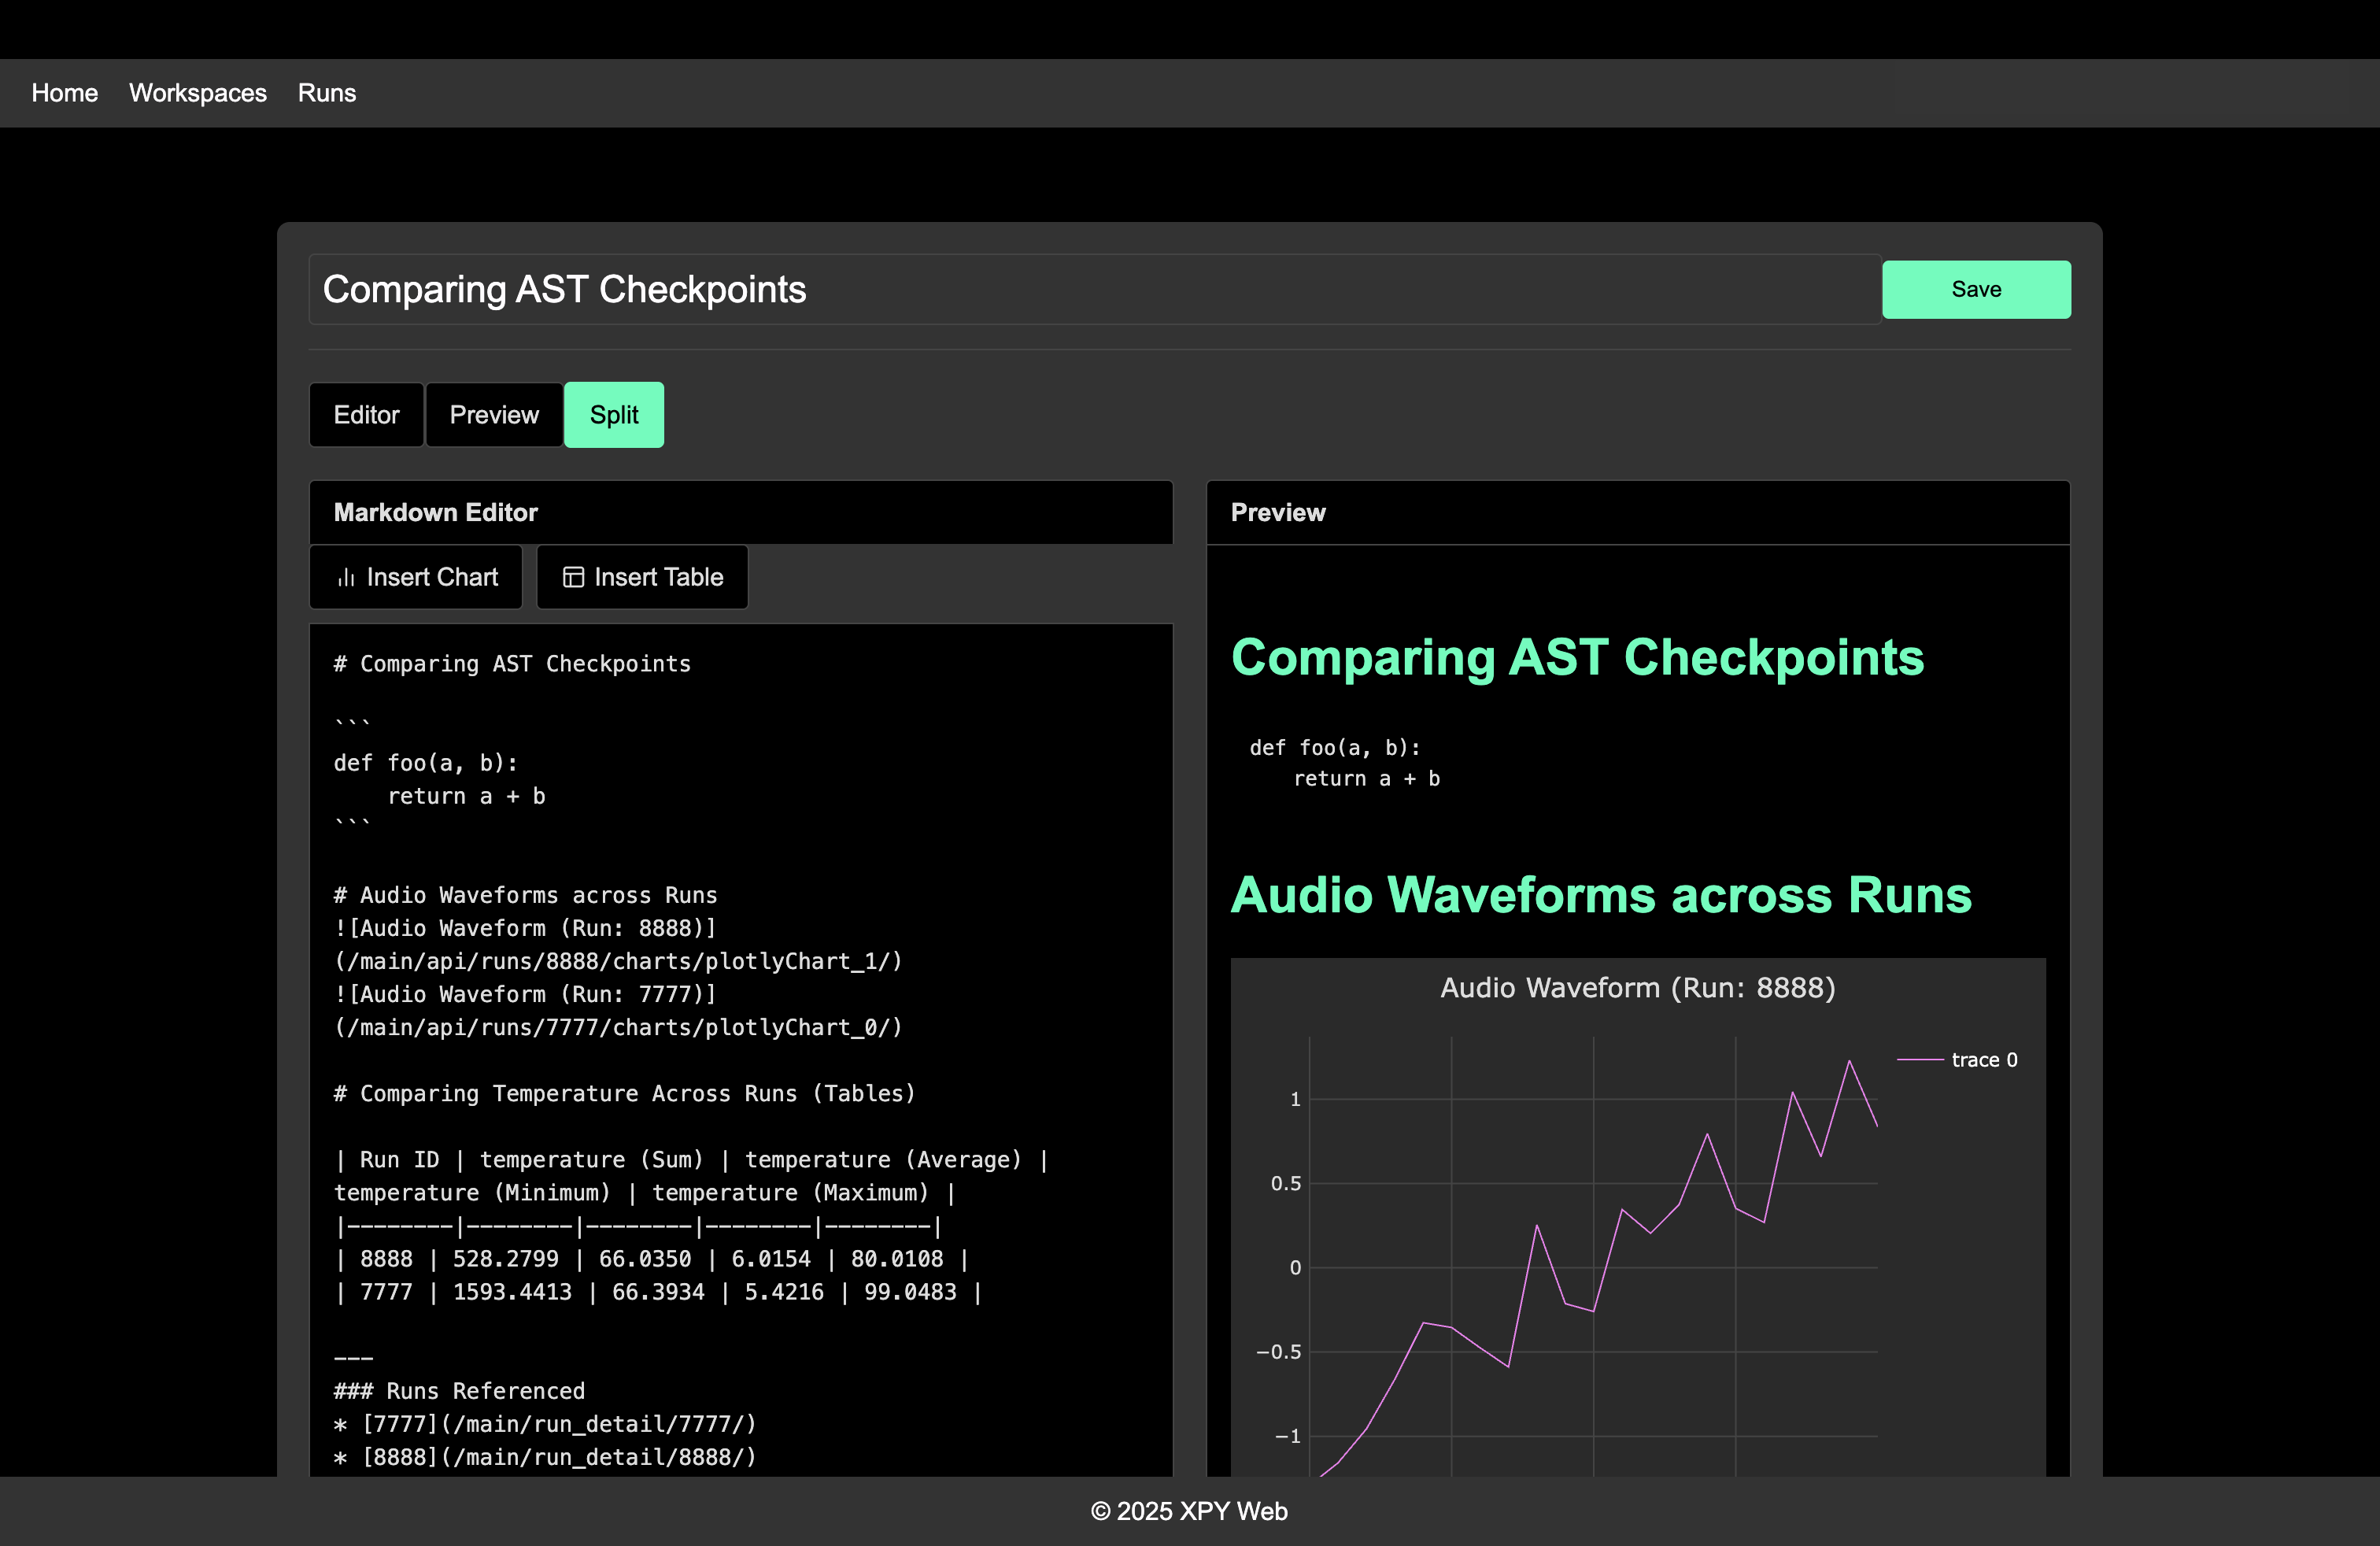 Home Workspaces Runs
Comparing AST Checkpoints
Save
Editor Preview Split
Markdown Editor
Insert Chart Insert Table
# Comparing AST Checkpoints
```
def foo(a, b):
    return a + b
```
# Audio Waveforms across Runs
![Audio Waveform (Run: 8888)]
(/main/api/runs/8888/charts/plotlyChart_1/)
![Audio Waveform (Run: 7777)]
(/main/api/runs/7777/charts/plotlyChart_0/)
# Comparing Temperature Across Runs (Tables)
| Run ID | temperature (Sum) | temperature (Average) |
temperature (Minimum) | temperature (Maximum) |
|--------|--------|--------|--------|--------|
| 8888 | 528.2799 | 66.0350 | 6.0154 | 80.0108 |
| 7777 | 1593.4413 | 66.3934 | 5.4216 | 99.0483 |
---
### Runs Referenced
* [7777](/main/run_detail/7777/)
* [8888](/main/run_detail/8888/)
Preview
Comparing AST Checkpoints
def foo(a, b):
    return a + b
Audio Waveforms across Runs
Audio Waveform (Run: 8888)
trace 0
1
0.5
0
−0.5
−1
© 2025 XPY Web